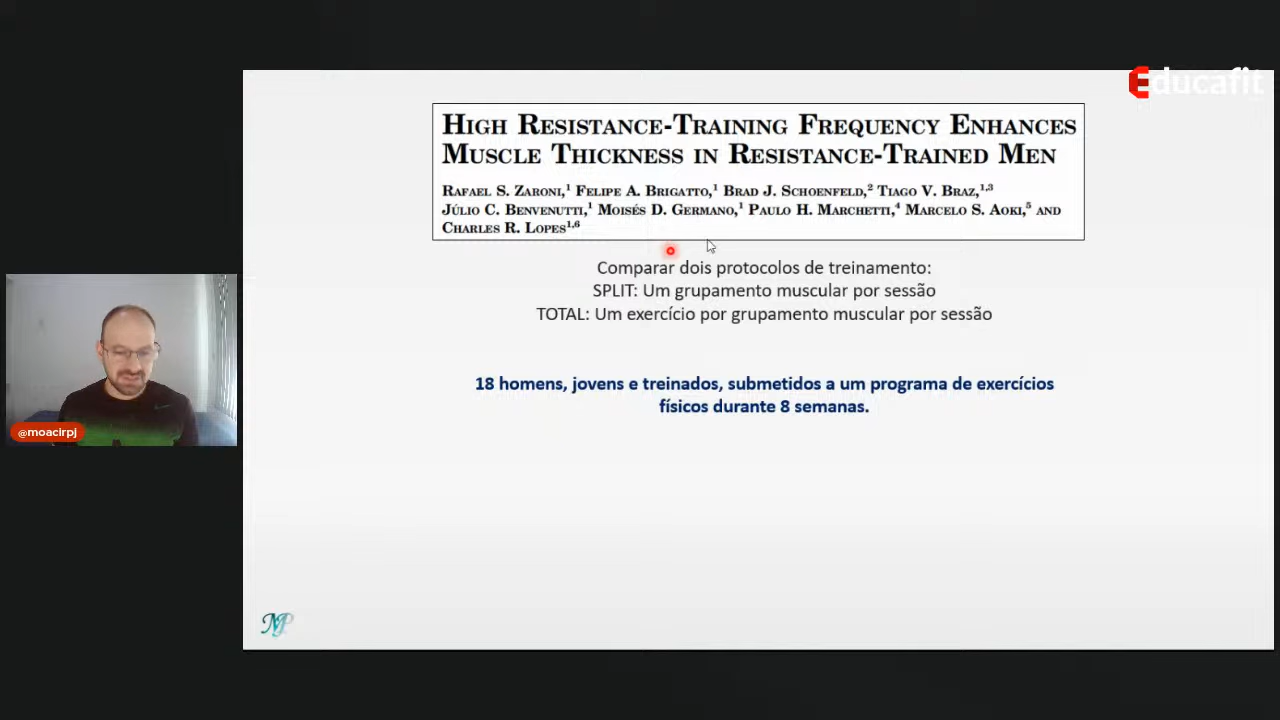 Educafit
HIGH RESISTANCE-TRAINING FREQUENCY ENHANCES
MUSCLE THICKNESS IN RESISTANCE-TRAINED MEN
RAFAEL S. ZARONI,¹ FELIPE A. BRIGATTO,¹ BRAD J. SCHOENFELD,² TIAGO V. BRAZ,¹,³
JÚLIO C. BENVENUTTI,¹ MOISÉS D. GERMANO,¹ PAULO H. MARCHETTI,⁴ MARCELO S. AOKI,⁵ AND
CHARLES R. LOPES¹,⁶
Comparar dois protocolos de treinamento:
SPLIT: Um grupamento muscular por sessão
TOTAL: Um exercício por grupamento muscular por sessão
18 homens, jovens e treinados, submetidos a um programa de exercícios
físicos durante 8 semanas.
@moacirpj
MP